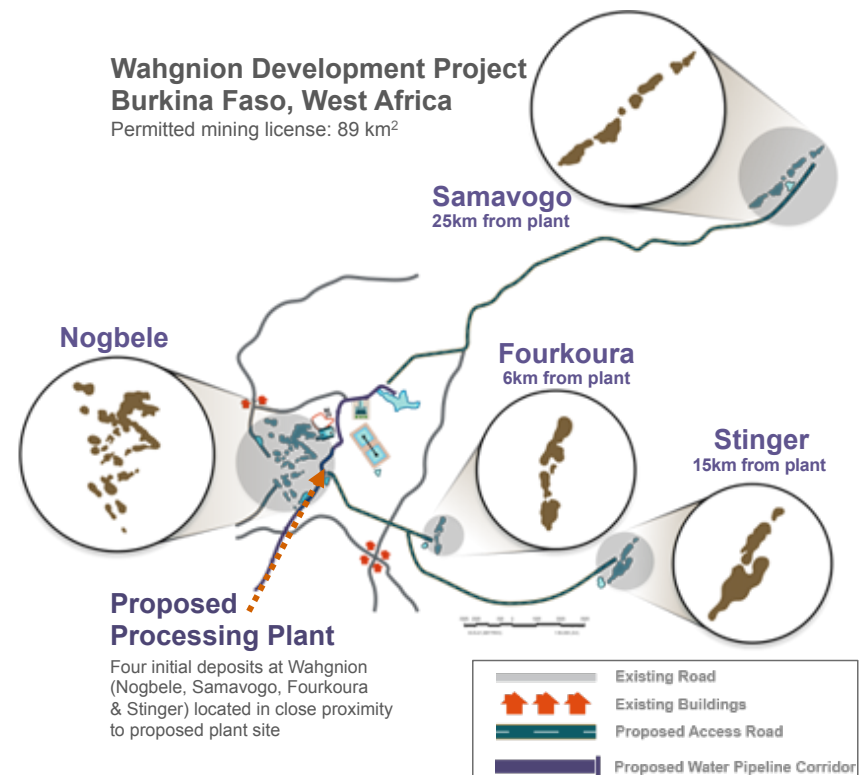 Wahgnion Development Project
Burkina Faso, West Africa
Permitted mining license: 89 km²
Samavogo
25km from plant
Nogbele
Fourkoura
6km from plant
Stinger
15km from plant
Proposed
Processing Plant
Four initial deposits at Wahgnion
(Nogbele, Samavogo, Fourkoura
& Stinger) located in close proximity
to proposed plant site
Existing Road
Existing Buildings
Proposed Access Road
Proposed Water Pipeline Corridor